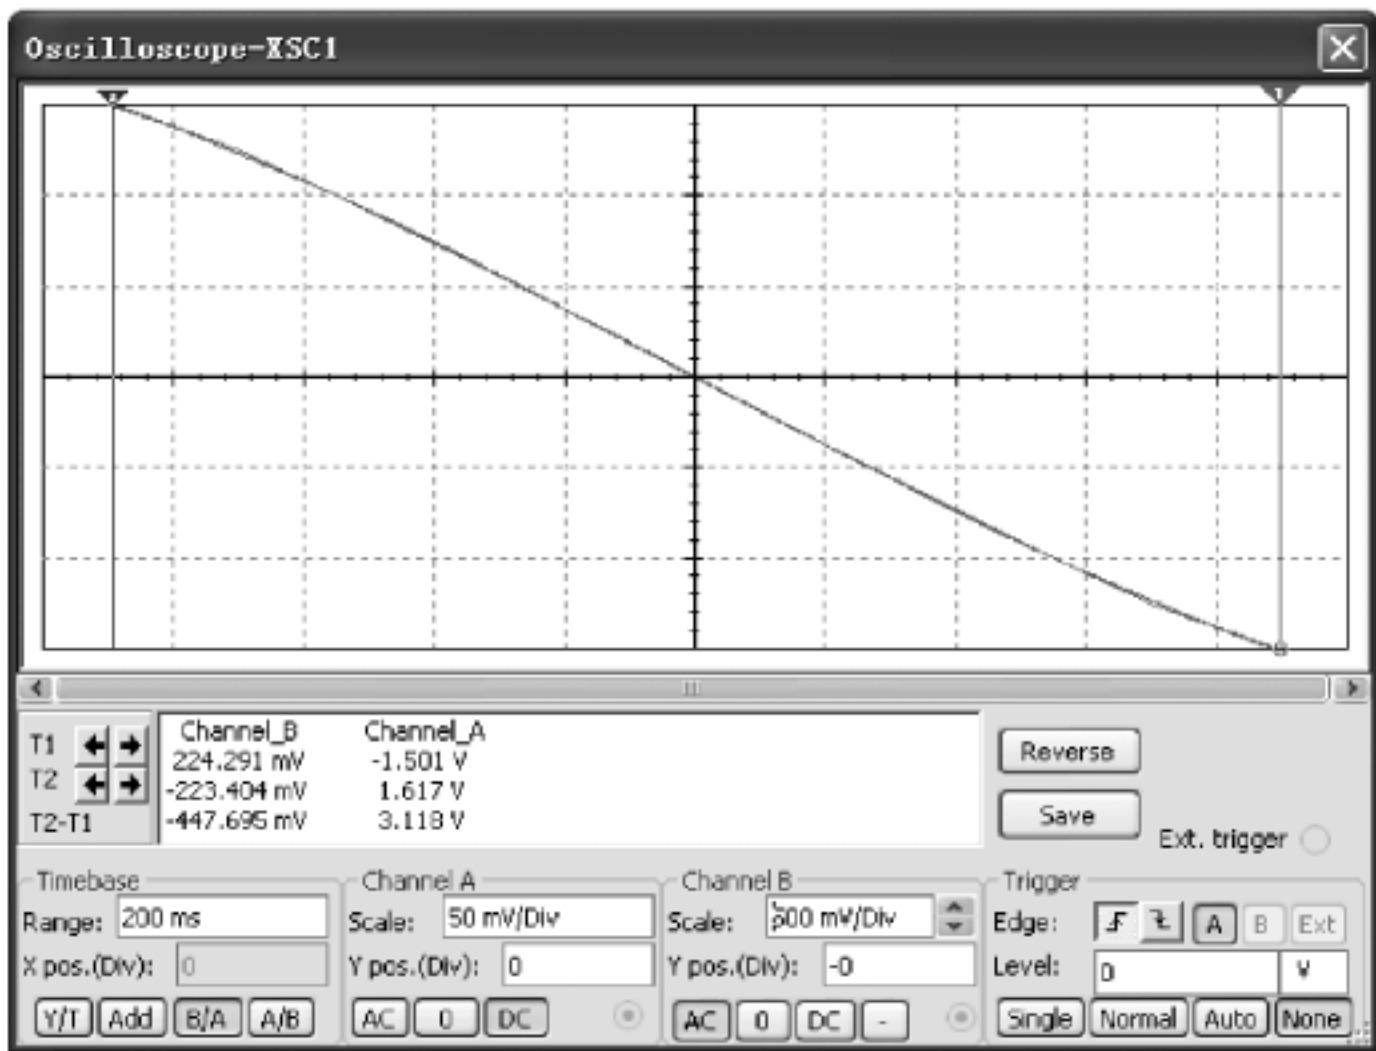 Oscilloscope-XSC1
1
Channel_B Channel_A
T1 224.291 mV -1.501 V
T2 -223.404 mV 1.617 V
T2-T1 -447.695 mV 3.118 V
Reverse
Save
Ext. trigger
Timebase Channel A Channel B Trigger
Range: 200 ms Scale: 50 mV/Div Scale: 500 mV/Div Edge: A B Ext
X pos.(Div): 0 Y pos.(Div): 0 Y pos.(Div): -0 Level: 0 V
Y/T Add B/A A/B AC 0 DC AC 0 DC - Single Normal Auto None